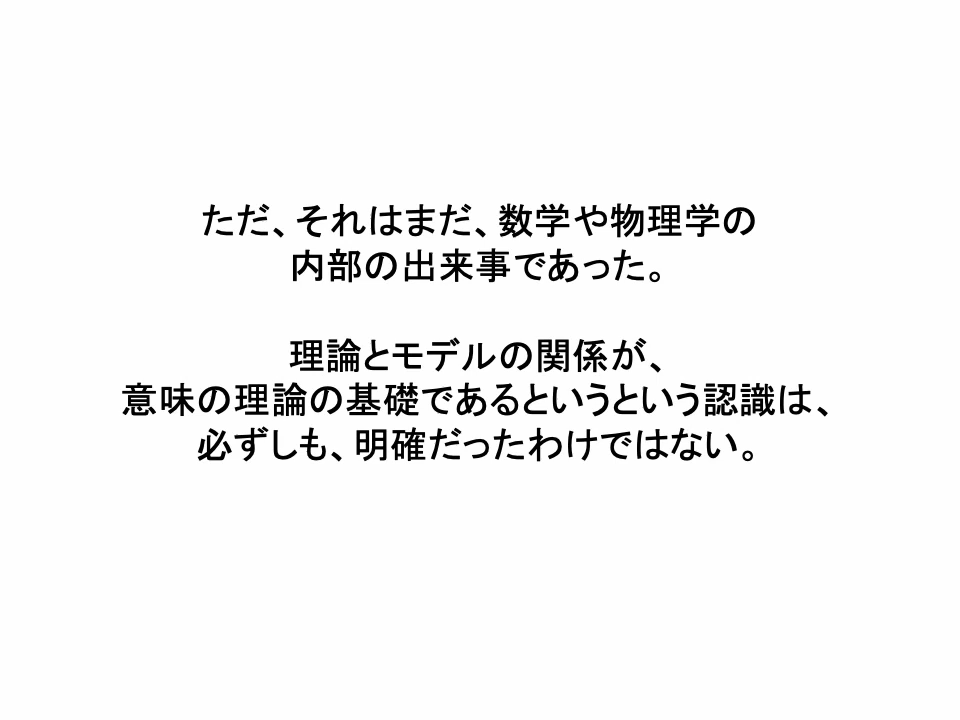 ただ、それはまだ、数学や物理学の
内部の出来事であった。
理論とモデルの関係が、
意味の理論の基礎であるというという認識は、
必ずしも、明確だったわけではない。